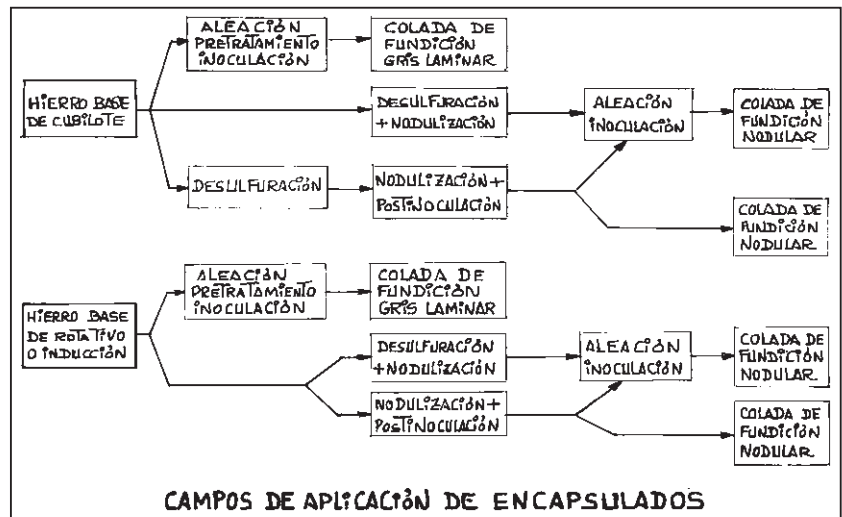 ALEACIÓN
PRETRATAMIENTO
INOCULACIÓN
COLADA DE
FUNDICIÓN
GRIS LAMINAR
HIERRO BASE
DE CUBILOTE
DESULFURACIÓN
+NODULIZACIÓN
ALEACIÓN
INOCULACIÓN
COLADA DE
FUNDICIÓN
NODULAR
DESULFURACIÓN
NODULIZACIÓN+
POSTINOCULACIÓN
COLADA DE
FUNDICIÓN
NODULAR
ALEACIÓN
PRETRATAMIENTO
INOCULACIÓN
COLADA DE
FUNDICIÓN
GRIS LAMINAR
HIERRO BASE
DE ROTATIVO
O INDUCCIÓN
DESULFURACIÓN
+NODULIZACIÓN
ALEACIÓN
INOCULACIÓN
COLADA DE
FUNDICIÓN
NODULAR
NODULIZACIÓN+
POSTINOCULACIÓN
COLADA DE
FUNDICIÓN
NODULAR
CAMPOS DE APLICACIÓN DE ENCAPSULADOS